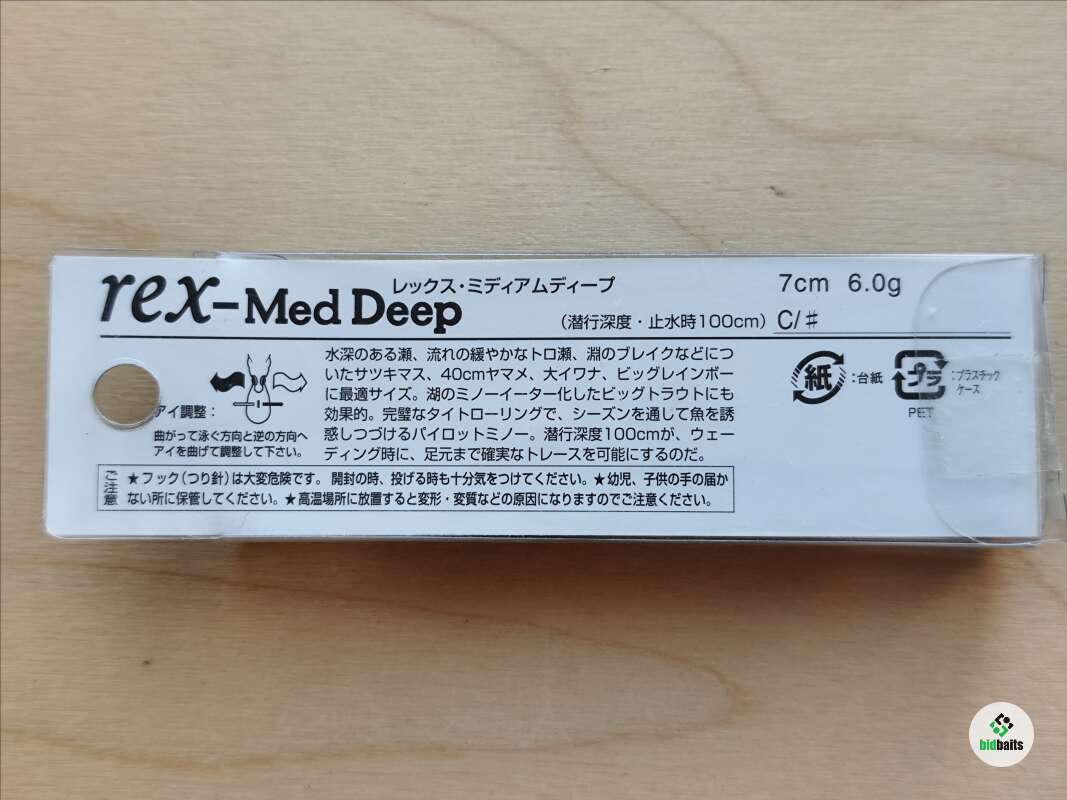 rex-Med Deep
レックス・ミディアムディープ
7cm 6.0g
(潜行深度・止水時100cm)
C/#
水深のある瀬、流れの緩やかなトロ瀬、淵のブレイクなどにつ
いたサツキマス、40cmヤマメ、大イワナ、ビッグレインボー
に最適サイズ。湖のミノーイーター化したビッグトラウトにも
効果的。完璧なタイトローリングで、シーズンを通して魚を誘
惑しつづけるパイロットミノー。潜行深度100cmが、ウェー
ディング時に、足元まで確実なトレースを可能にするのだ。
アイ調整:
曲がって泳ぐ方向と逆の方向へ
アイを曲げて調整して下さい。
紙
:台紙
プラ
:プラスチック
ケース
PET
ご注意
★フック(つり針)は大変危険です。開封の時、投げる時も十分気をつけてください。★幼児、子供の手の届か
ない所に保管してください。★高温場所に放置すると変形・変質などの原因になりますのでご注意ください。
bidbaits